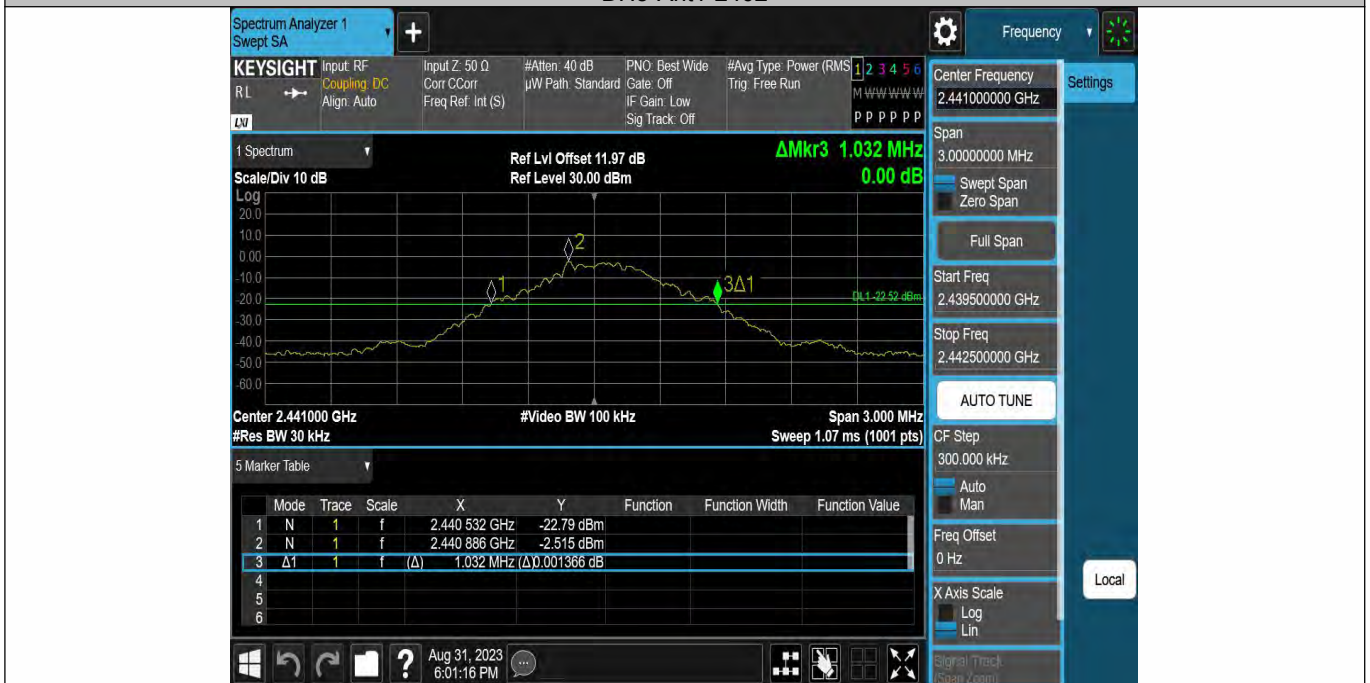 Spectrum Analyzer 1
Swept SA
+
Frequency
KEYSIGHT
RL
LXI
Input: RF
Coupling: DC
Align: Auto
Input Z: 50 Ω
Corr CCorr
Freq Ref: Int (S)
#Atten: 40 dB
µW Path: Standard
PNO: Best Wide
Gate: Off
IF Gain: Low
Sig Track: Off
#Avg Type: Power (RMS
Trig: Free Run
1 2 3 4 5 6
M W W W W W
P P P P P P
Center Frequency
2.441000000 GHz
Settings
1 Spectrum
Scale/Div 10 dB
Ref Lvl Offset 11.97 dB
Ref Level 30.00 dBm
ΔMkr3 1.032 MHz
0.00 dB
Log
20.0
10.0
0.00
-10.0
-20.0
-30.0
-40.0
-50.0
-60.0
1
2
3Δ1
DL1 -22.52 dBm
Center 2.441000 GHz
#Res BW 30 kHz
#Video BW 100 kHz
Span 3.000 MHz
Sweep 1.07 ms (1001 pts)
Span
3.00000000 MHz
Swept Span
Zero Span
Full Span
Start Freq
2.439500000 GHz
Stop Freq
2.442500000 GHz
AUTO TUNE
CF Step
300.000 kHz
Auto
Man
Freq Offset
0 Hz
X Axis Scale
Log
Lin
Signal Track
(Span Zoom)
Local
5 Marker Table
Mode Trace Scale X Y Function Function Width Function Value
1 N 1 f 2.440 532 GHz -22.79 dBm
2 N 1 f 2.440 886 GHz -2.515 dBm
3 Δ1 1 f (Δ) 1.032 MHz (Δ) 0.001366 dB
4
5
6
?
Aug 31, 2023
6:01:16 PM